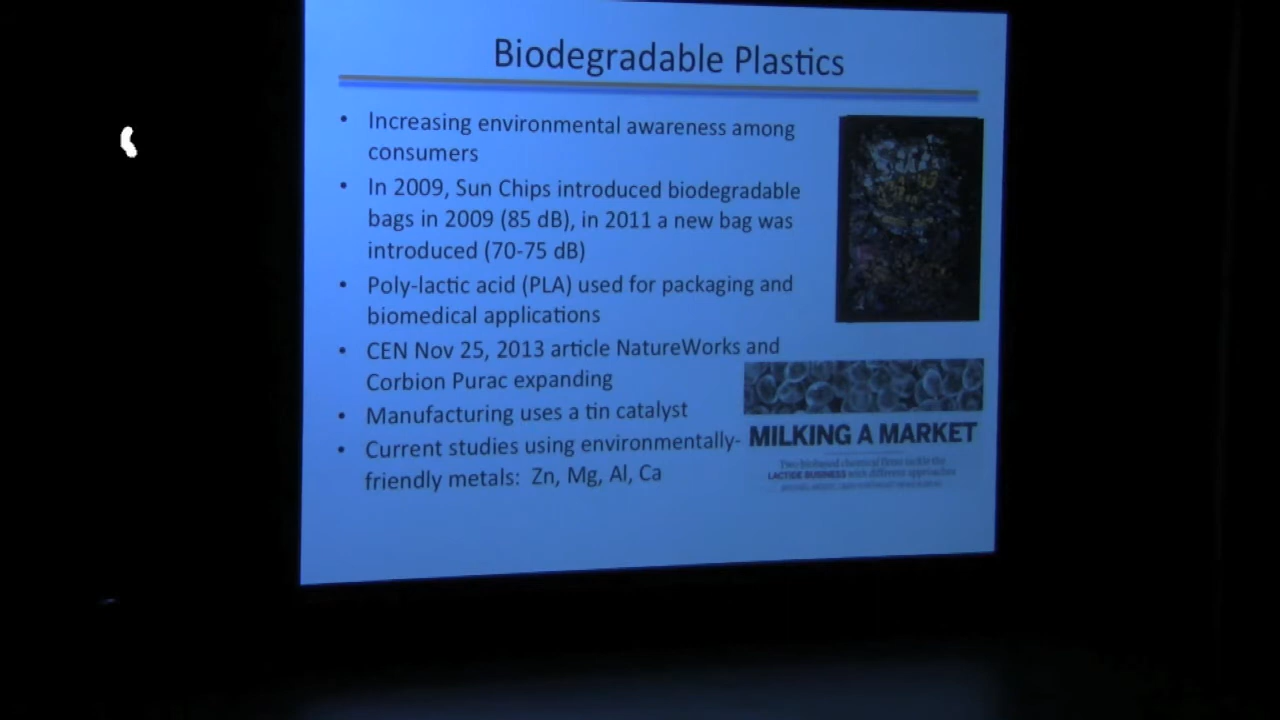 Biodegradable Plastics
• Increasing environmental awareness among
consumers
• In 2009, Sun Chips introduced biodegradable
bags in 2009 (85 dB), in 2011 a new bag was
introduced (70-75 dB)
• Poly-lactic acid (PLA) used for packaging and
biomedical applications
• CEN Nov 25, 2013 article NatureWorks and
Corbion Purac expanding
• Manufacturing uses a tin catalyst
• Current studies using environmentally-
friendly metals: Zn, Mg, Al, Ca
MILKING A MARKET
Two biobased chemical firms tackle the
LACTIDE BUSINESS with different approaches